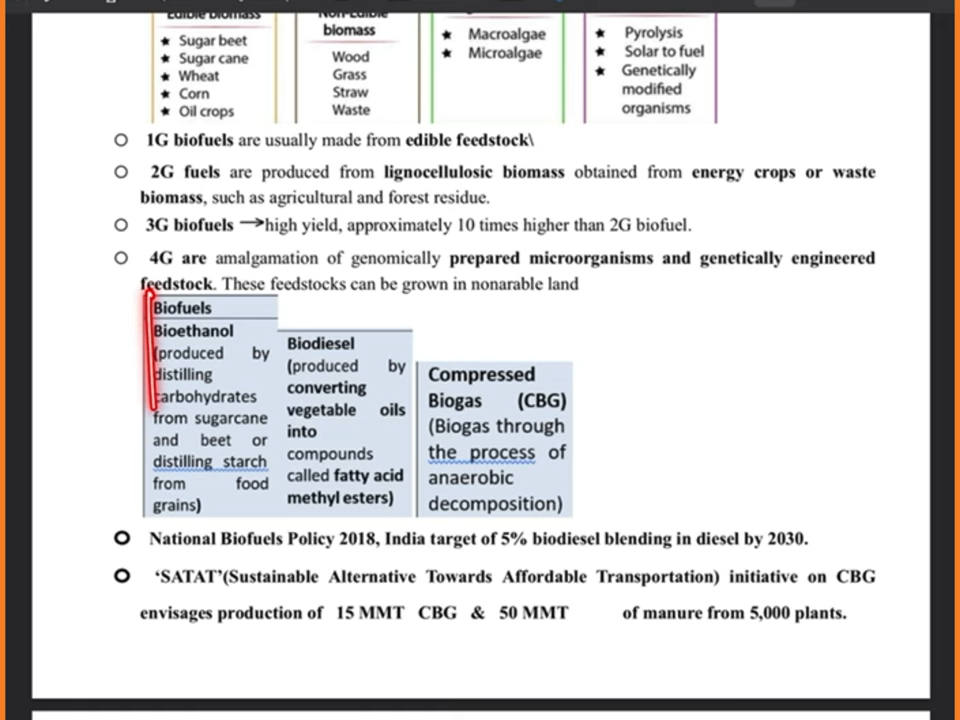 Edible biomass
★ Sugar beet
★ Sugar cane
★ Wheat
★ Corn
★ Oil crops
Non-Edible
biomass
Wood
Grass
Straw
Waste
★ Macroalgae
★ Microalgae
★ Pyrolysis
★ Solar to fuel
★ Genetically
modified
organisms
O 1G biofuels are usually made from edible feedstock\
O 2G fuels are produced from lignocellulosic biomass obtained from energy crops or waste
biomass, such as agricultural and forest residue.
O 3G biofuels →high yield, approximately 10 times higher than 2G biofuel.
O 4G are amalgamation of genomically prepared microorganisms and genetically engineered
feedstock. These feedstocks can be grown in nonarable land
Biofuels
Bioethanol
(produced by
distilling
carbohydrates
from sugarcane
and beet or
distilling starch
from food
grains)
Biodiesel
(produced by
converting
vegetable oils
into
compounds
called fatty acid
methyl esters)
Compressed
Biogas (CBG)
(Biogas through
the process of
anaerobic
decomposition)
O National Biofuels Policy 2018, India target of 5% biodiesel blending in diesel by 2030.
O ‘SATAT’(Sustainable Alternative Towards Affordable Transportation) initiative on CBG
envisages production of 15 MMT CBG & 50 MMT of manure from 5,000 plants.